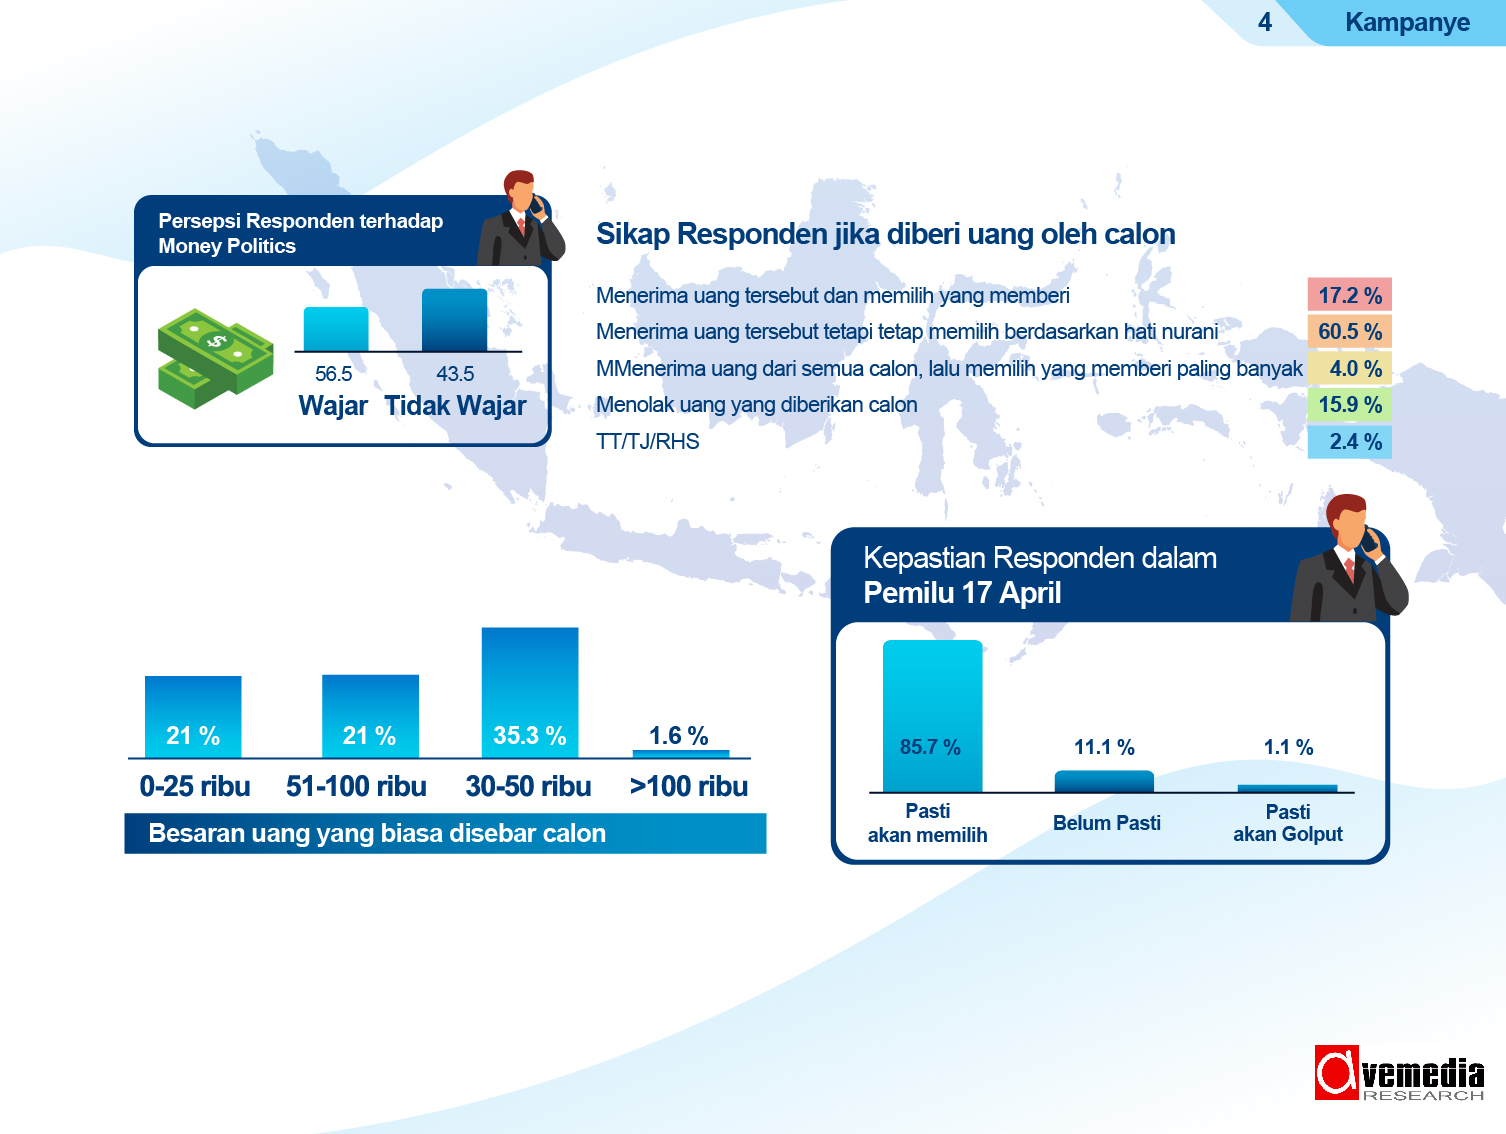 4 Kampanye
Persepsi Responden terhadap
Money Politics
56.5 43.5
Wajar Tidak Wajar
Sikap Responden jika diberi uang oleh calon
Menerima uang tersebut dan memilih yang memberi 17.2 %
Menerima uang tersebut tetapi tetap memilih berdasarkan hati nurani 60.5 %
MMenerima uang dari semua calon, lalu memilih yang memberi paling banyak 4.0 %
Menolak uang yang diberikan calon 15.9 %
TT/TJ/RHS 2.4 %
21 % 21 % 35.3 % 1.6 %
0-25 ribu 51-100 ribu 30-50 ribu >100 ribu
Besaran uang yang biasa disebar calon
Kepastian Responden dalam
Pemilu 17 April
85.7 % 11.1 % 1.1 %
Pasti
akan memilih
Belum Pasti
Pasti
akan Golput
avemedia
RESEARCH